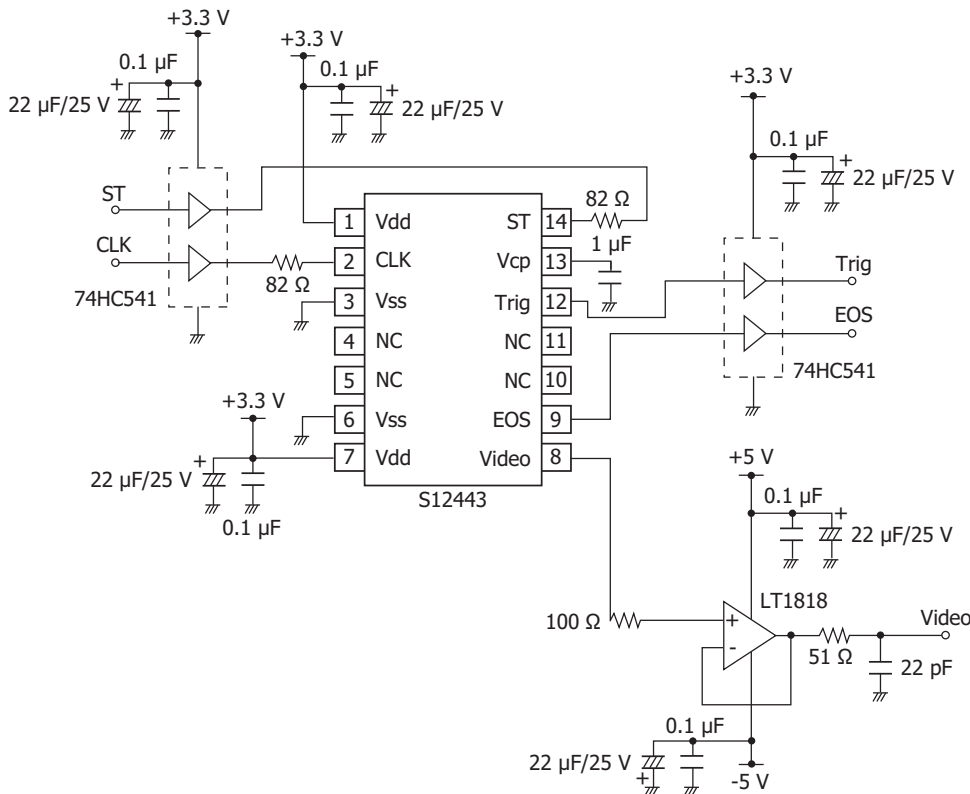 +3.3 V
0.1 µF
+
22 µF/25 V
+3.3 V
0.1 µF
+
22 µF/25 V
+3.3 V
0.1 µF
+
22 µF/25 V
ST
CLK
74HC541
82 Ω
82 Ω
1 µF
1 Vdd
2 CLK
3 Vss
4 NC
5 NC
6 Vss
7 Vdd
ST 14
Vcp 13
Trig 12
NC 11
NC 10
EOS 9
Video 8
S12443
Trig
EOS
74HC541
+3.3 V
+
22 µF/25 V
0.1 µF
+5 V
0.1 µF
+
22 µF/25 V
LT1818
100 Ω
+
-
51 Ω
Video
22 pF
0.1 µF
22 µF/25 V
+
-5 V